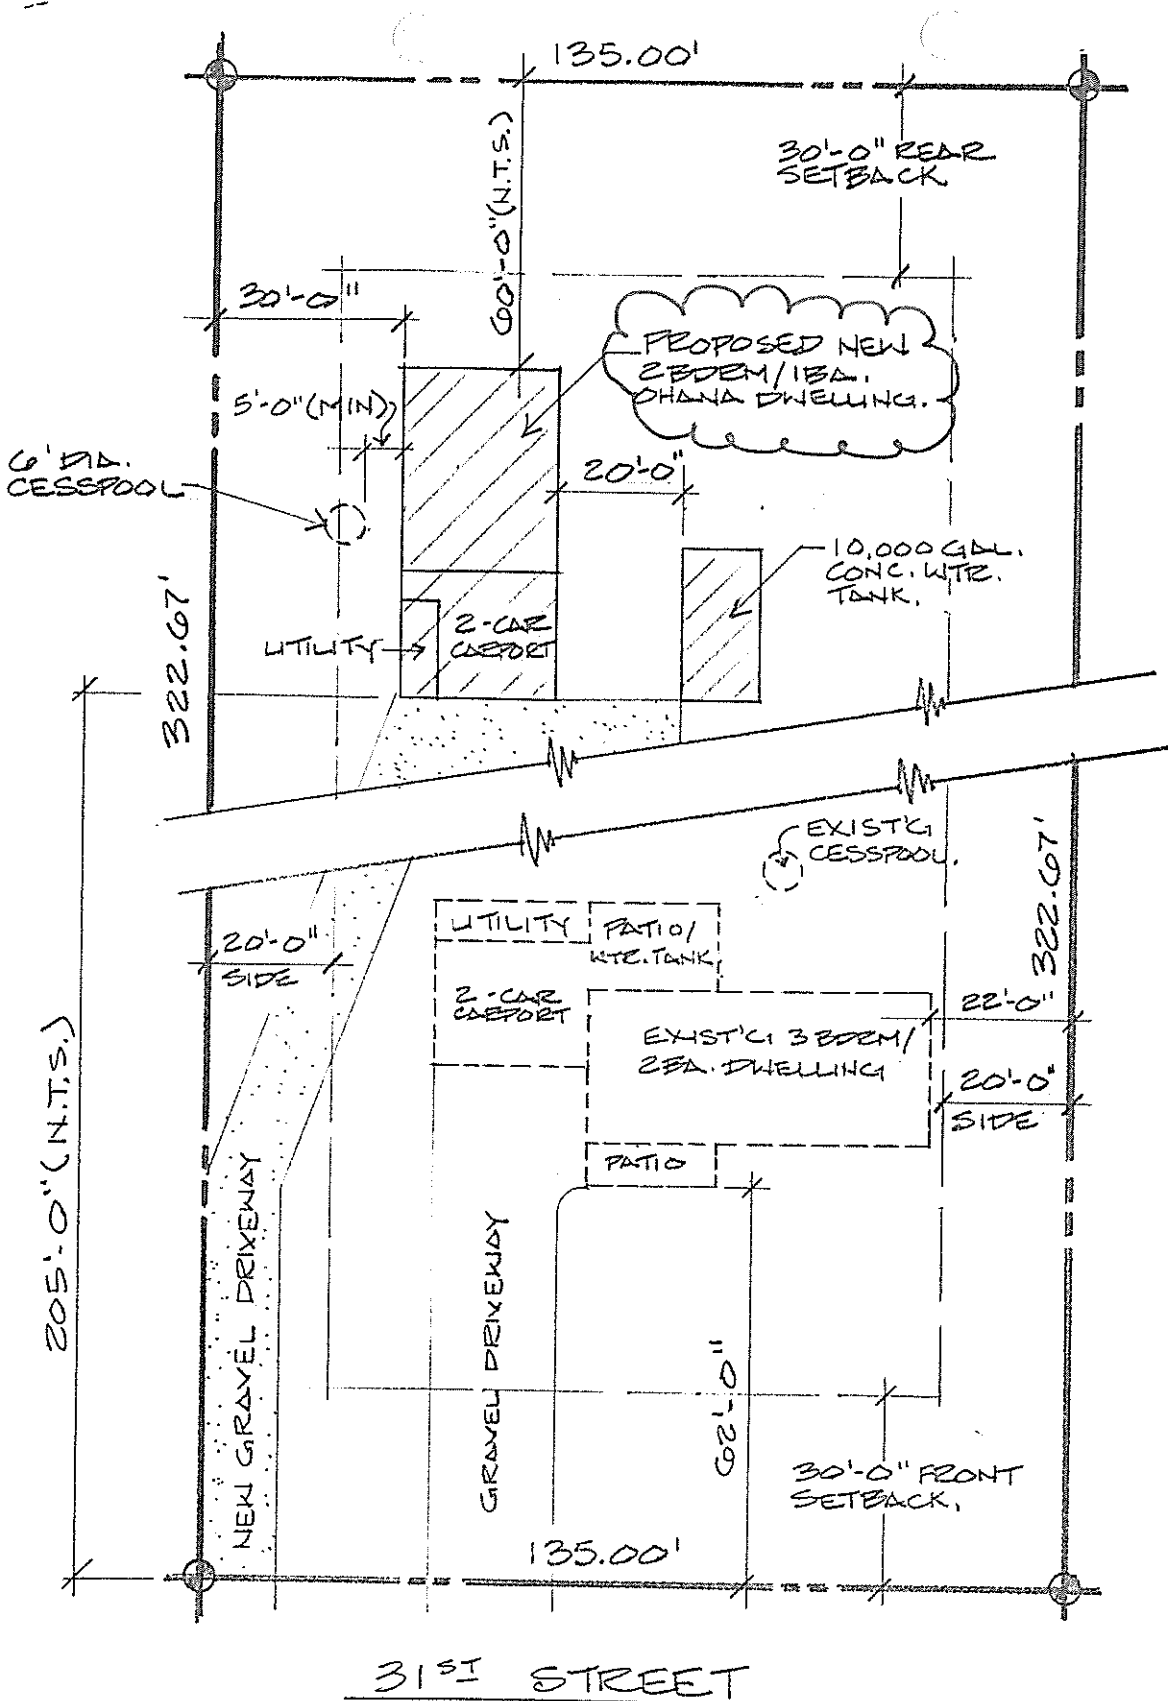 135.00'
30'-0" REAR
SETBACK
60'-0" (N.T.S.)
30'-0"
PROPOSED NEW
2BDRM/1BA.
OHANA DWELLING.
5'-0" (MIN)
6' DIA.
CESSPOOL
20'-0"
10,000 GAL.
CONC. WTR.
TANK.
322.67'
UTILITY
2-CAR
CARPORT
EXIST'G
CESSPOOL.
322.67'
UTILITY
PATIO/
WTR. TANK
20'-0"
SIDE
2-CAR
CARPORT
22'-0"
EXIST'G 3 BDRM/
2BA. DWELLING
20'-0"
SIDE
205'-0" (N.T.S.)
PATIO
NEW GRAVEL DRIVEWAY
GRAVEL DRIVEWAY
62'-0"
30'-0" FRONT
SETBACK.
135.00'
31ST STREET